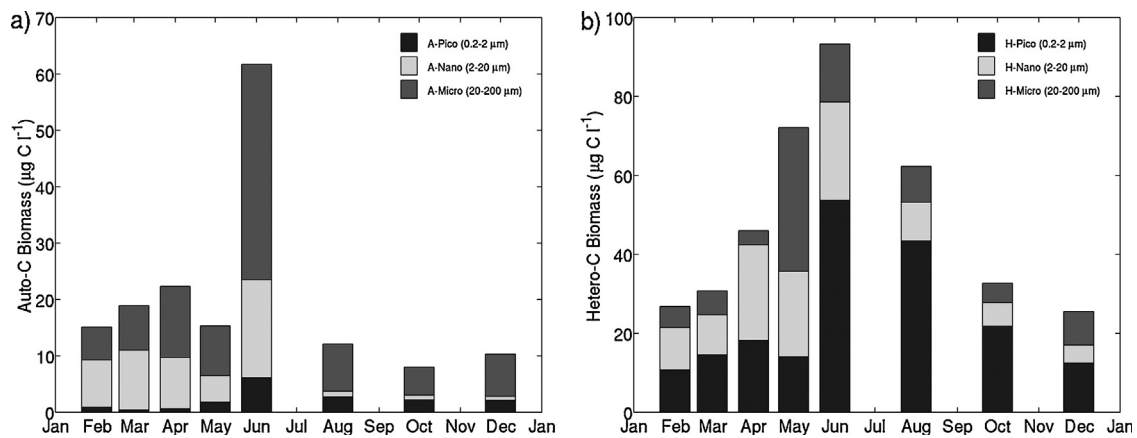 a)
Auto-C Biomass (µg C l⁻¹)
70
60
50
40
30
20
10
0
A-Pico (0.2-2 µm)
A-Nano (2-20 µm)
A-Micro (20-200 µm)
Jan Feb Mar Apr May Jun Jul Aug Sep Oct Nov Dec Jan
b)
Hetero-C Biomass (µg C l⁻¹)
100
80
60
40
20
0
H-Pico (0.2-2 µm)
H-Nano (2-20 µm)
H-Micro (20-200 µm)
Jan Feb Mar Apr May Jun Jul Aug Sep Oct Nov Dec Jan